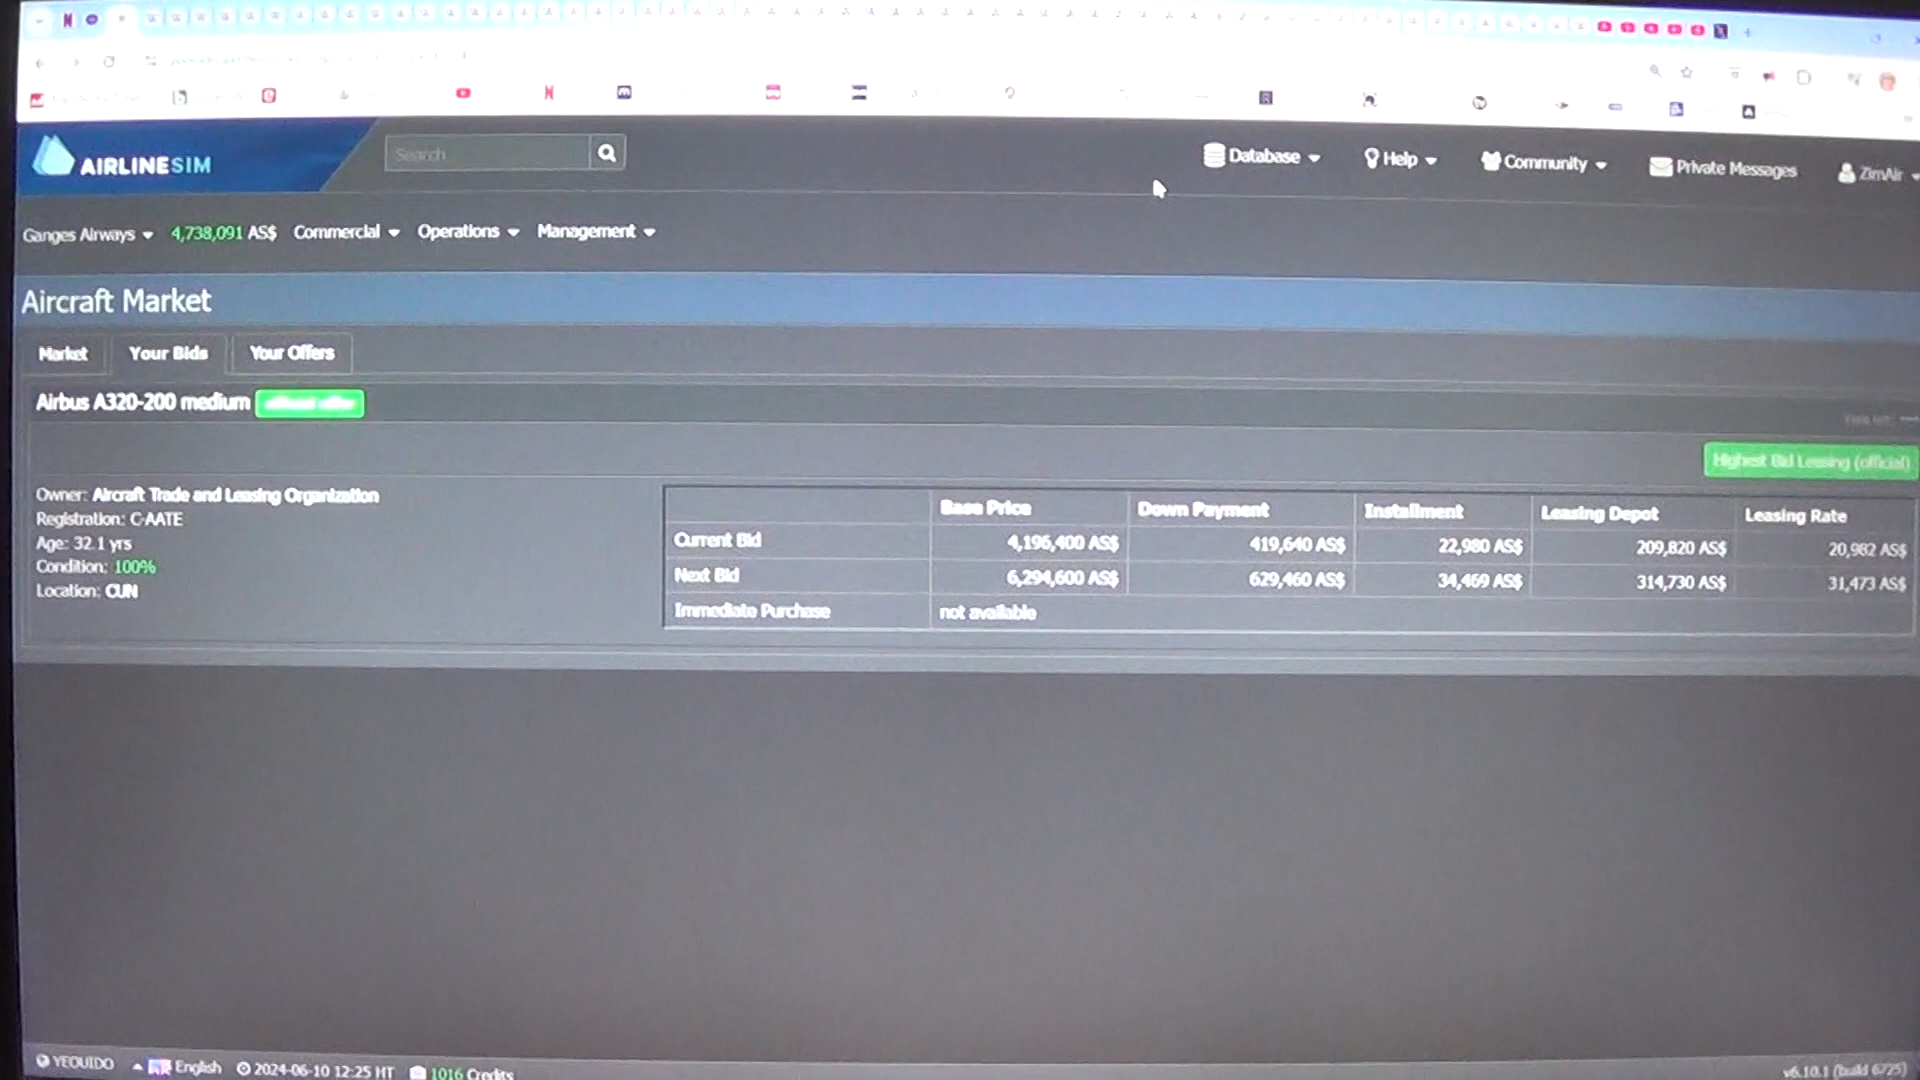 AIRLINESIM
Search
Database
Help
Community
Private Messages
ZimAir
Ganges Airways
4,738,091 AS$
Commercial
Operations
Management
Aircraft Market
Market
Your Bids
Your Offers
Airbus A320-200 medium
Highest Bid Leasing (official)
Owner: Aircraft Trade and Leasing Organization
Registration: C-AATE
Age: 32.1 yrs
Condition: 100%
Location: CUN
Base Price Down Payment Installment Leasing Depot Leasing Rate
Current Bid 4,196,400 AS$ 419,640 AS$ 22,980 AS$ 209,820 AS$ 20,982 AS$
Next Bid 6,294,600 AS$ 629,460 AS$ 34,469 AS$ 314,730 AS$ 31,473 AS$
Immediate Purchase not available
YEOUIDO
English
2024-06-10 12:25 HT
1016 Credits
v6.10.1 (build 6725)